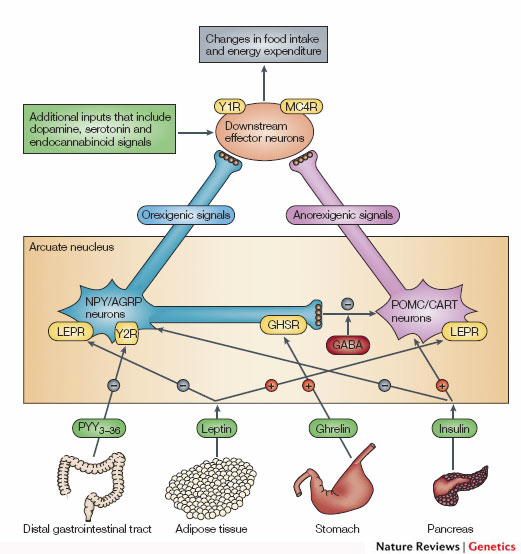 Changes in food intake
and energy expenditure
Y1R
MC4R
Additional inputs that include
dopamine, serotonin and
endocannabinoid signals
Downstream
effector neurons
Orexigenic signals
Anorexigenic signals
Arcuate neucleus
NPY/AGRP
neurons
POMC/CART
neurons
LEPR
Y2R
GHSR
GABA
LEPR
−
−
−
+
+
−
+
PYY3–36
Leptin
Ghrelin
Insulin
Distal gastrointestinal tract
Adipose tissue
Stomach
Pancreas
Nature Reviews | Genetics